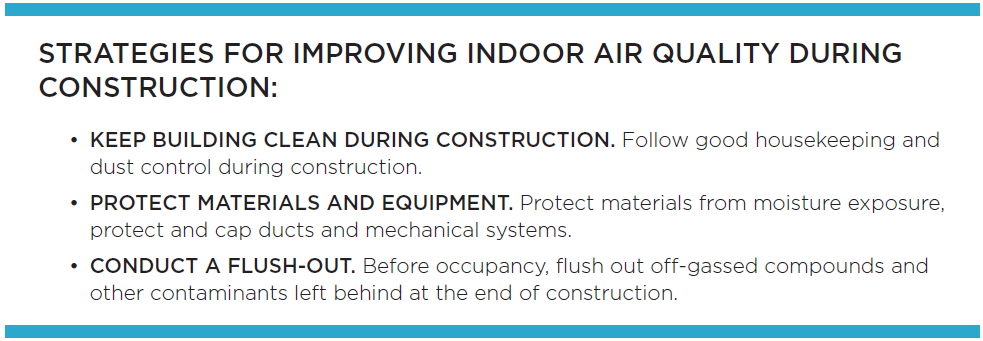 STRATEGIES FOR IMPROVING INDOOR AIR QUALITY DURING
CONSTRUCTION:
• KEEP BUILDING CLEAN DURING CONSTRUCTION. Follow good housekeeping and
dust control during construction.
• PROTECT MATERIALS AND EQUIPMENT. Protect materials from moisture exposure,
protect and cap ducts and mechanical systems.
• CONDUCT A FLUSH-OUT. Before occupancy, flush out off-gassed compounds and
other contaminants left behind at the end of construction.